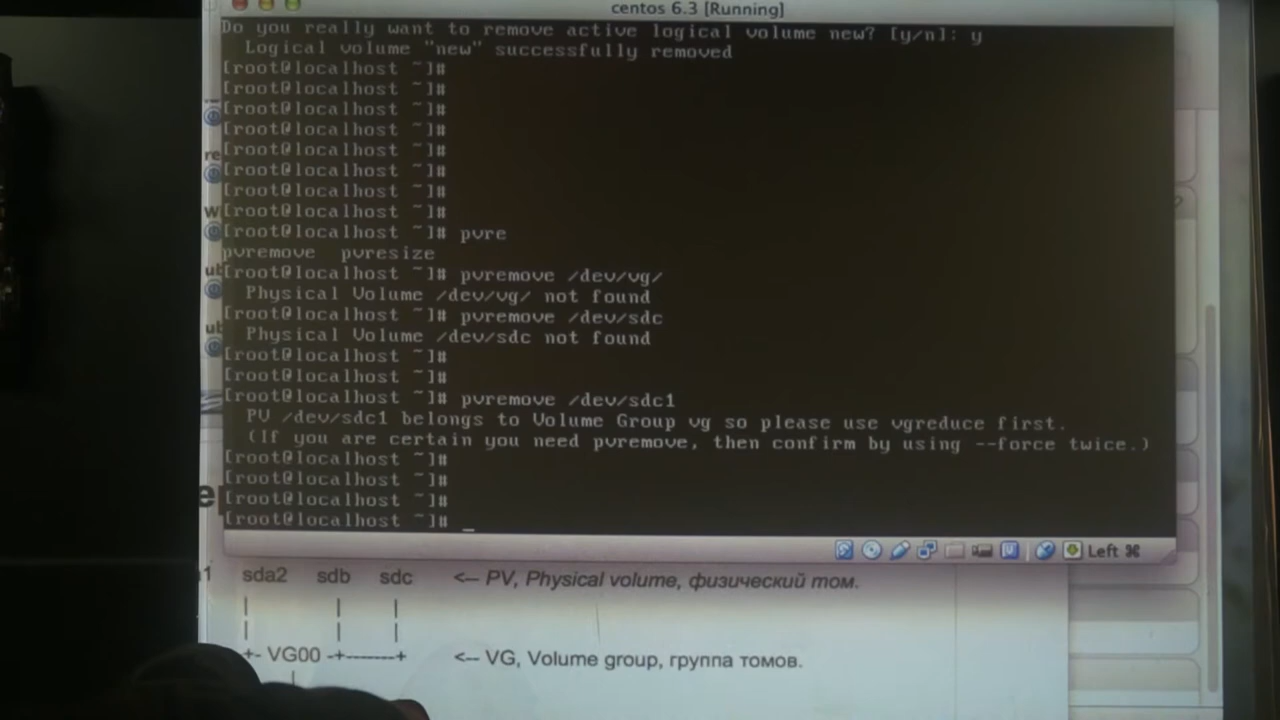 centos 6.3 [Running]
Do you really want to remove active logical volume new? [y/n]: y
Logical volume "new" successfully removed
[root@localhost ~]#
[root@localhost ~]#
[root@localhost ~]#
[root@localhost ~]#
[root@localhost ~]#
[root@localhost ~]#
[root@localhost ~]#
[root@localhost ~]#
[root@localhost ~]# pvre
pvremove pvresize
[root@localhost ~]# pvremove /dev/vg/
Physical Volume /dev/vg/ not found
[root@localhost ~]# pvremove /dev/sdc
Physical Volume /dev/sdc not found
[root@localhost ~]#
[root@localhost ~]#
[root@localhost ~]# pvremove /dev/sdc1
PV /dev/sdc1 belongs to Volume Group vg so please use vgreduce first.
(If you are certain you need pvremove, then confirm by using --force twice.)
[root@localhost ~]#
[root@localhost ~]#
[root@localhost ~]#
[root@localhost ~]# _
Left ⌘
sda2 sdb sdc <-- PV, Physical volume, физический том.
| | |
| | |
+- VG00 -+-------+ <-- VG, Volume group, группа томов.
|